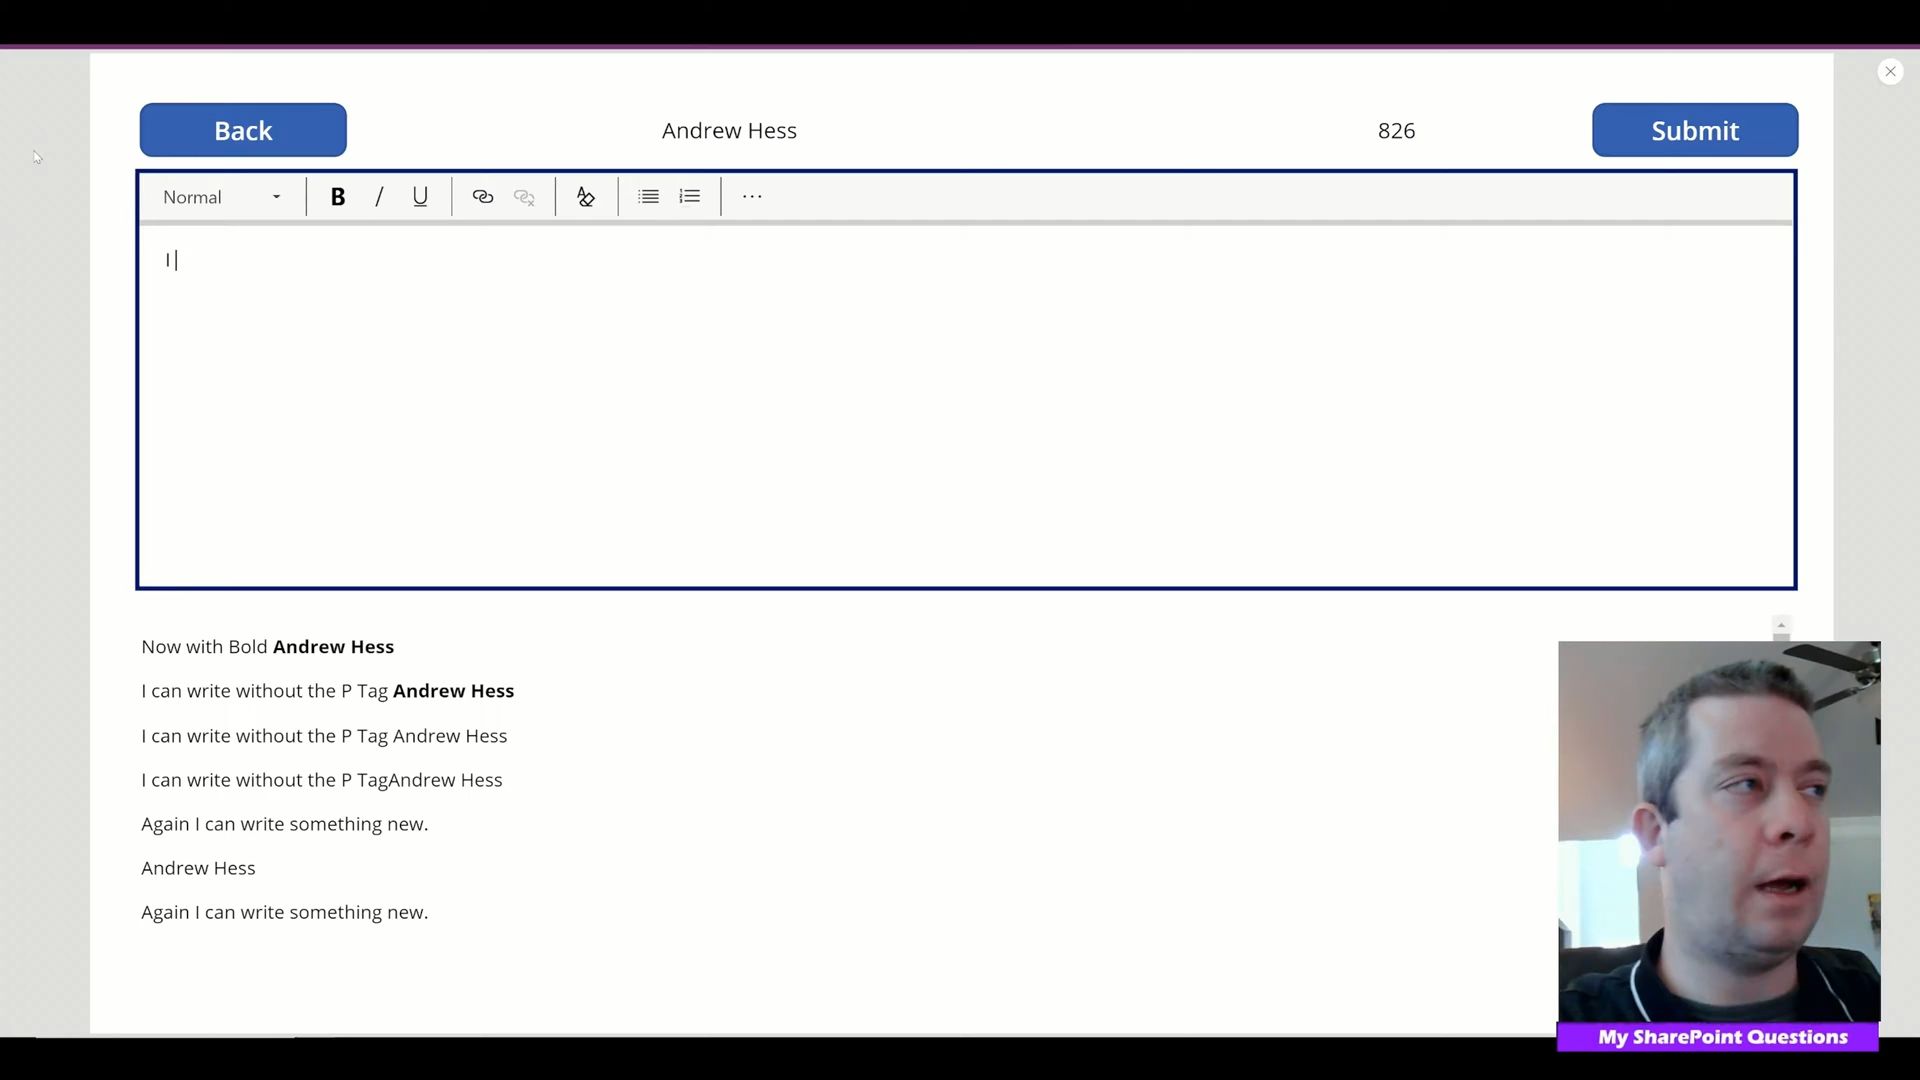 Back
Andrew Hess
826
Submit
Normal
B
/
U
...
I
Now with Bold Andrew Hess
I can write without the P Tag Andrew Hess
I can write without the P Tag Andrew Hess
I can write without the P TagAndrew Hess
Again I can write something new.
Andrew Hess
Again I can write something new.
My SharePoint Questions